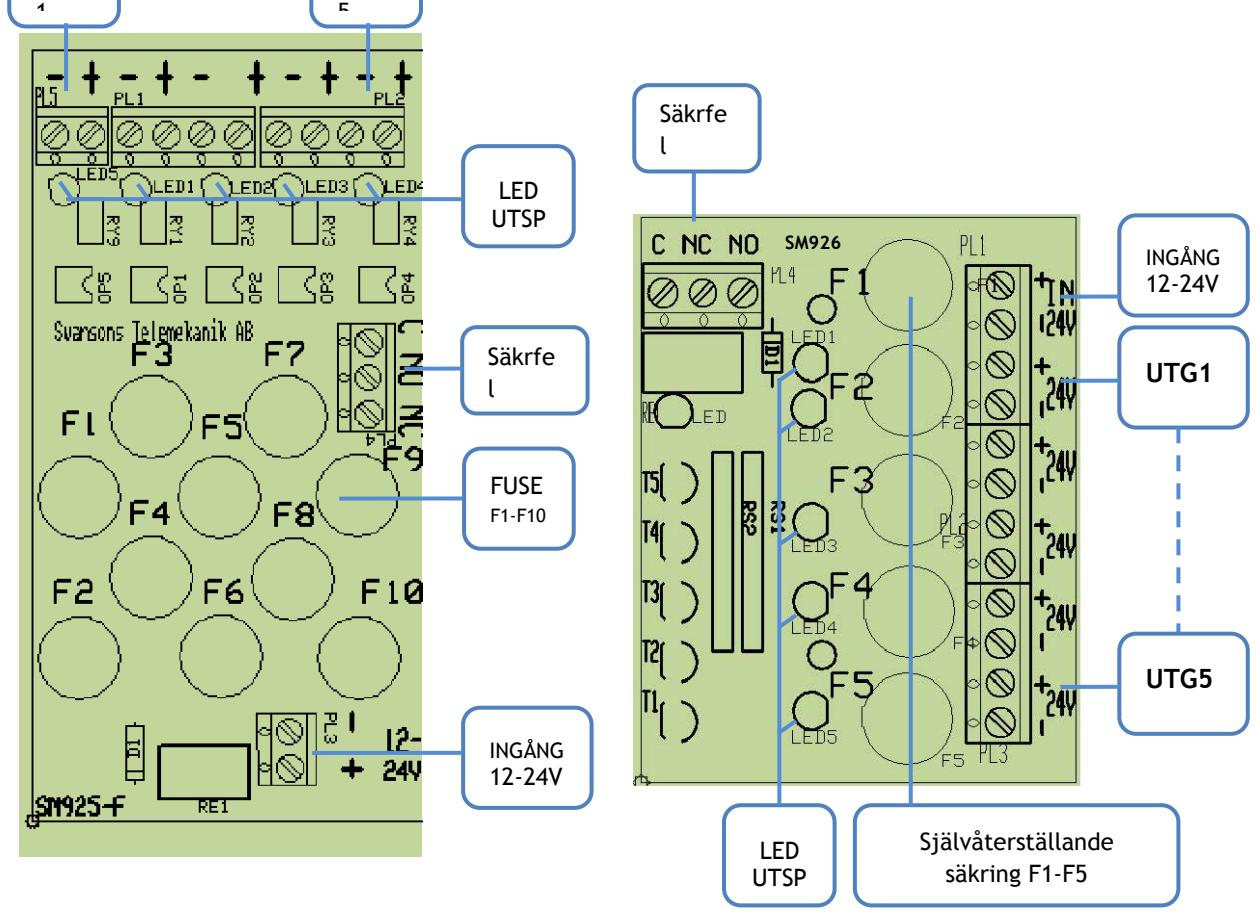 1
5
- + - + - + - + - +
PL5 PL1 PL2
LED5 LED1 LED2 LED3 LED4
RY9 RY1 RY2 RY3 RY4
OP5 OP1 OP2 OP3 OP4
Svansons Telemekanik AB
F3 F7
F1 F5
PL4
F9
F4 F8
F2 F6 F10
D1
PL3
-
+
12-
24V
RE1
SM925-F
LED
UTSP
Säkrfe
l
FUSE
F1-F10
INGÅNG
12-24V
Säkrfe
l
C NC NO SM926
PL4
F1
PL1
LED1
D1
F2
LED
LED2
F2
T5
T4
T3
T2
T1
RS2
RS1
F3
LED3
PL2
F3
F4
LED4
F4
F5
LED5
F5
PL3
+ IN
- 24V
+ 24V -
+ 24V -
+ 24V -
+ 24V -
+ 24V -
INGÅNG
12-24V
UTG1
UTG5
LED
UTSP
Självåterställande
säkring F1-F5